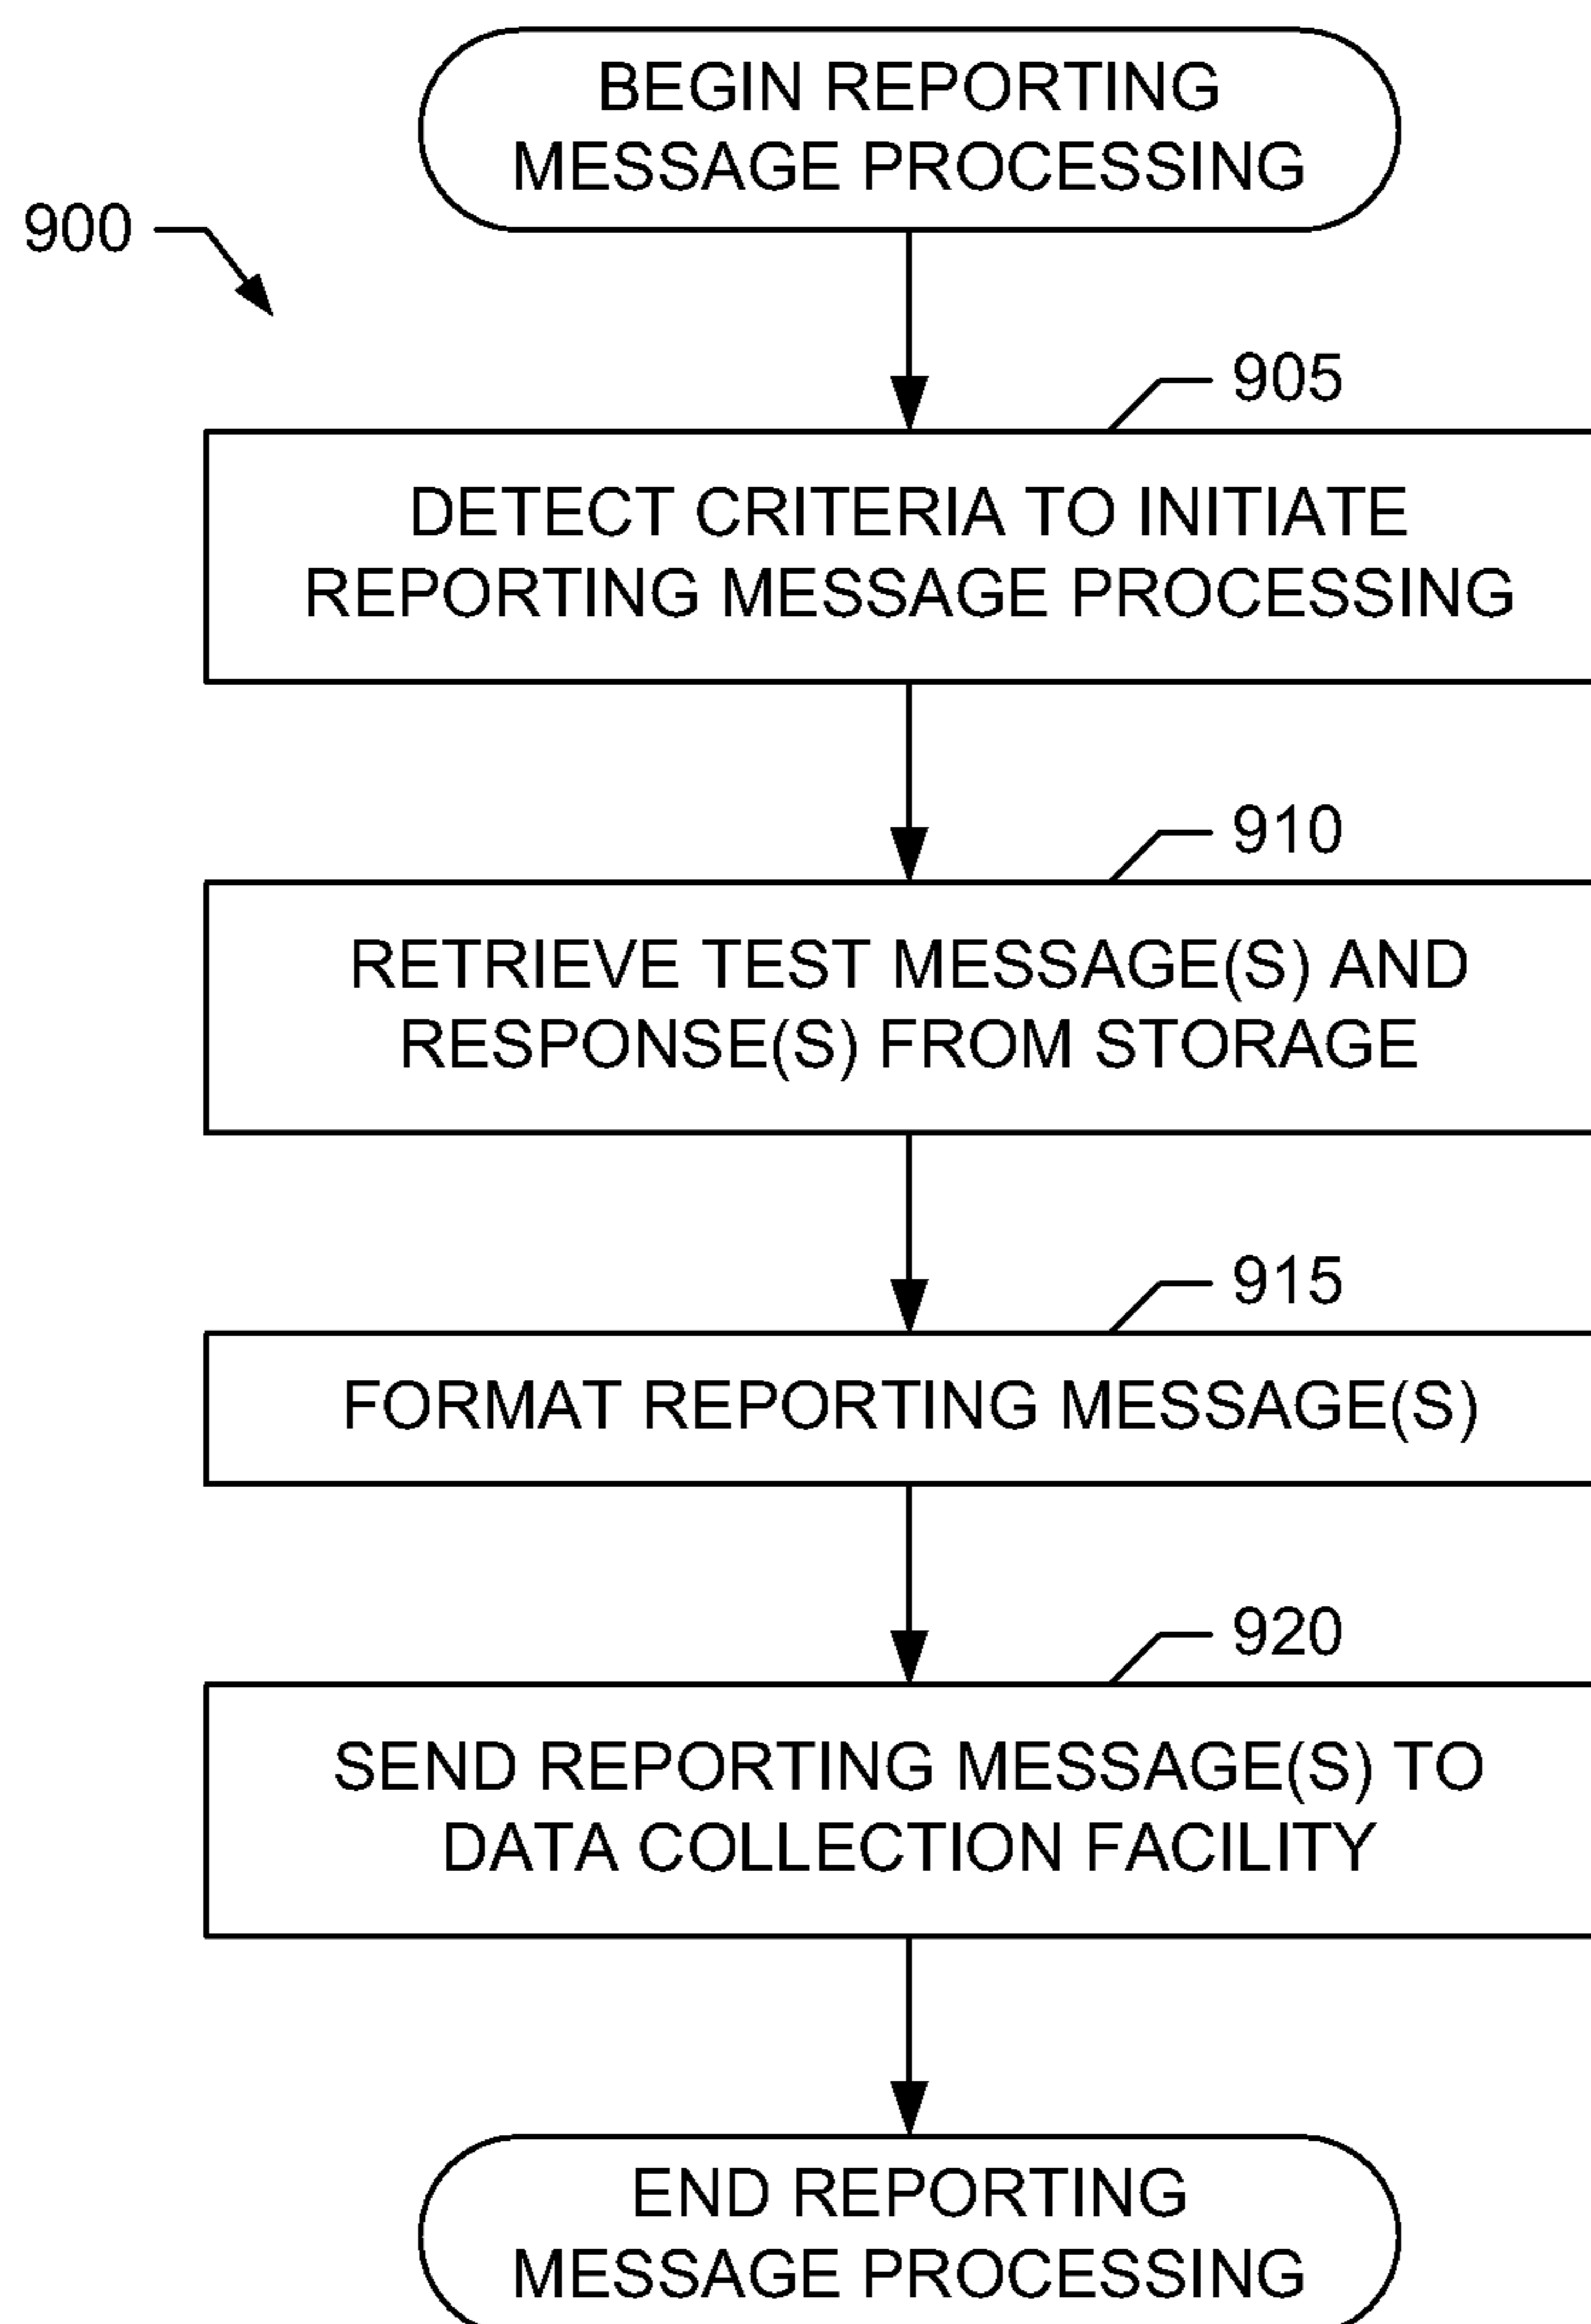 BEGIN REPORTING
MESSAGE PROCESSING
900
905
DETECT CRITERIA TO INITIATE
REPORTING MESSAGE PROCESSING
910
RETRIEVE TEST MESSAGE(S) AND
RESPONSE(S) FROM STORAGE
915
FORMAT REPORTING MESSAGE(S)
920
SEND REPORTING MESSAGE(S) TO
DATA COLLECTION FACILITY
END REPORTING
MESSAGE PROCESSING